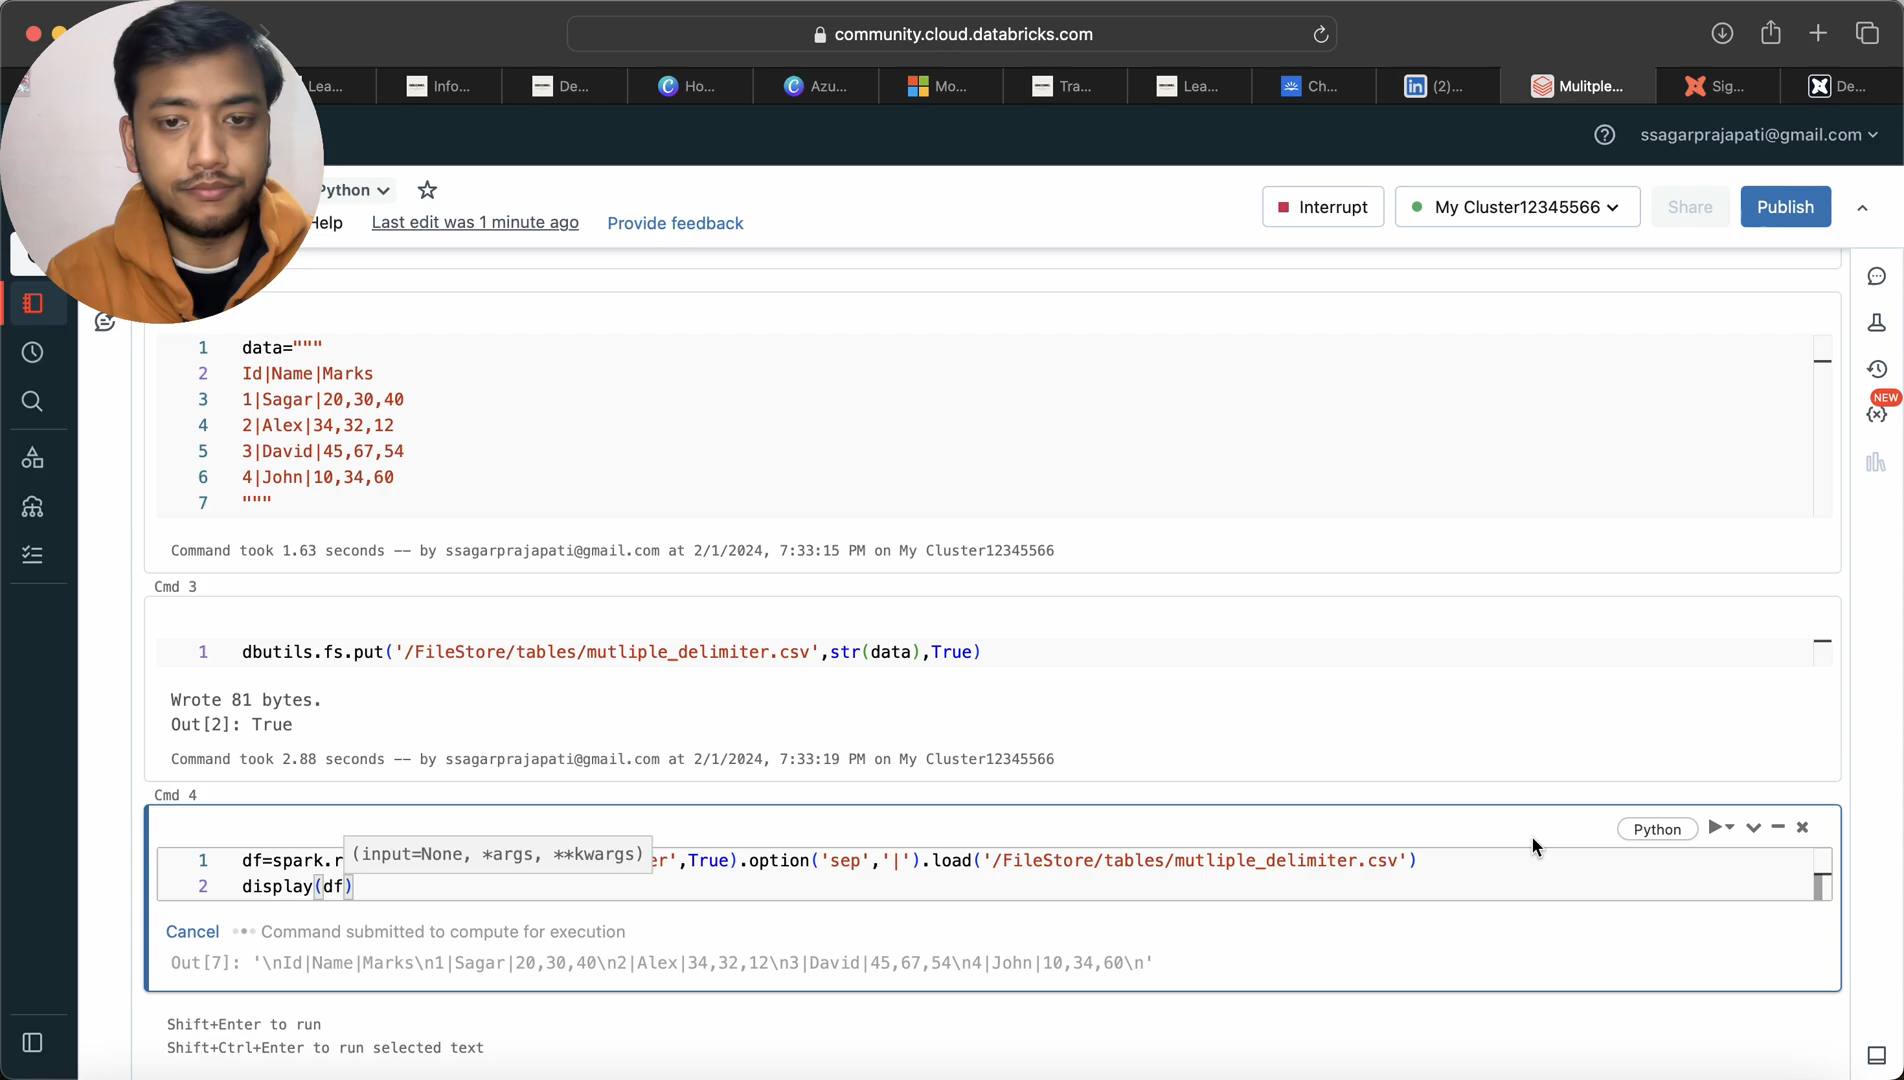 community.cloud.databricks.com
Lea...
Info...
De...
Ho...
Azu...
Mo...
Tra...
Lea...
Ch...
(2)...
Mulitple...
Sig...
De...
ssagarprajapati@gmail.com
Python
Help
Last edit was 1 minute ago
Provide feedback
Interrupt
My Cluster12345566
Share
Publish
NEW
1 data="""
2 Id|Name|Marks
3 1|Sagar|20,30,40
4 2|Alex|34,32,12
5 3|David|45,67,54
6 4|John|10,34,60
7 """
Command took 1.63 seconds -- by ssagarprajapati@gmail.com at 2/1/2024, 7:33:15 PM on My Cluster12345566
Cmd 3
1 dbutils.fs.put('/FileStore/tables/mutliple_delimiter.csv',str(data),True)
Wrote 81 bytes.
Out[2]: True
Command took 2.88 seconds -- by ssagarprajapati@gmail.com at 2/1/2024, 7:33:19 PM on My Cluster12345566
Cmd 4
Python
(input=None, *args, **kwargs)
1 df=spark.r er',True).option('sep','|').load('/FileStore/tables/mutliple_delimiter.csv')
2 display(df)
Cancel Command submitted to compute for execution
Out[7]: '\nId|Name|Marks\n1|Sagar|20,30,40\n2|Alex|34,32,12\n3|David|45,67,54\n4|John|10,34,60\n'
Shift+Enter to run
Shift+Ctrl+Enter to run selected text